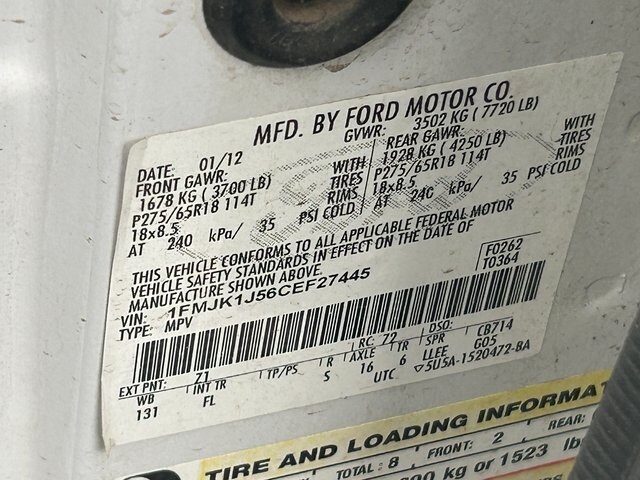 MFD. BY FORD MOTOR CO.
DATE: 01/12 GVWR: 3502 KG ( 7720 LB)
FRONT GAWR: REAR GAWR:
1678 KG ( 3700 LB) WITH 1928 KG ( 4250 LB) WITH
P275/65R18 114T TIRES P275/65R18 114T TIRES
18x8.5 RIMS 18x8.5 RIMS
AT 240 kPa/ 35 PSI COLD AT 240 kPa/ 35 PSI COLD
THIS VEHICLE CONFORMS TO ALL APPLICABLE FEDERAL MOTOR
VEHICLE SAFETY STANDARDS IN EFFECT ON THE DATE OF
MANUFACTURE SHOWN ABOVE.
VIN: 1FMJK1J56CEF27445 F0262
TYPE: MPV T0364
EXT PNT: 71 RC: 72 DSO: CB714
WB INT TR TP/PS R AXLE TR SPR G05
131 FL S 16 6 LLEE
UTC ▽5U5A-1520472-BA
TIRE AND LOADING INFORMAT
TOTAL: 8 FRONT: 2 REAR:
00 kg or 1523 lb